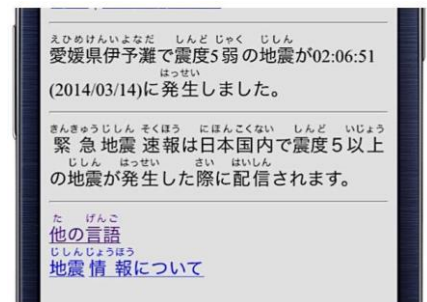 えひめけんいよなだ しんど じゃく じしん
愛媛県伊予灘で震度5弱の地震が02:06:51
はっせい
(2014/03/14)に発生しました。
きんきゅうじしん そくほう にほんこくない しんど いじょう
緊急地震速報は日本国内で震度5以上
じしん はっせい さい はいしん
の地震が発生した際に配信されます。
た げんご
他の言語
じしんじょうほう
地震情報について